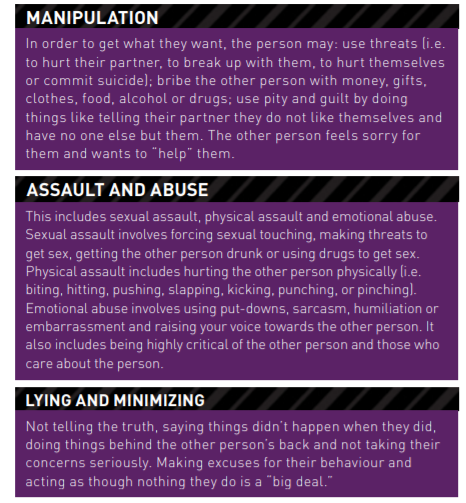 MANIPULATION
In order to get what they want, the person may: use threats (i.e.
to hurt their partner, to break up with them, to hurt themselves
or commit suicide); bribe the other person with money, gifts,
clothes, food, alcohol or drugs; use pity and guilt by doing
things like telling their partner they do not like themselves and
have no one else but them. The other person feels sorry for
them and wants to “help” them.
ASSAULT AND ABUSE
This includes sexual assault, physical assault and emotional abuse.
Sexual assault involves forcing sexual touching, making threats to
get sex, getting the other person drunk or using drugs to get sex.
Physical assault includes hurting the other person physically (i.e.
biting, hitting, pushing, slapping, kicking, punching, or pinching).
Emotional abuse involves using put-downs, sarcasm, humiliation or
embarrassment and raising your voice towards the other person. It
also includes being highly critical of the other person and those who
care about the person.
LYING AND MINIMIZING
Not telling the truth, saying things didn’t happen when they did,
doing things behind the other person’s back and not taking their
concerns seriously. Making excuses for their behaviour and
acting as though nothing they do is a “big deal.”